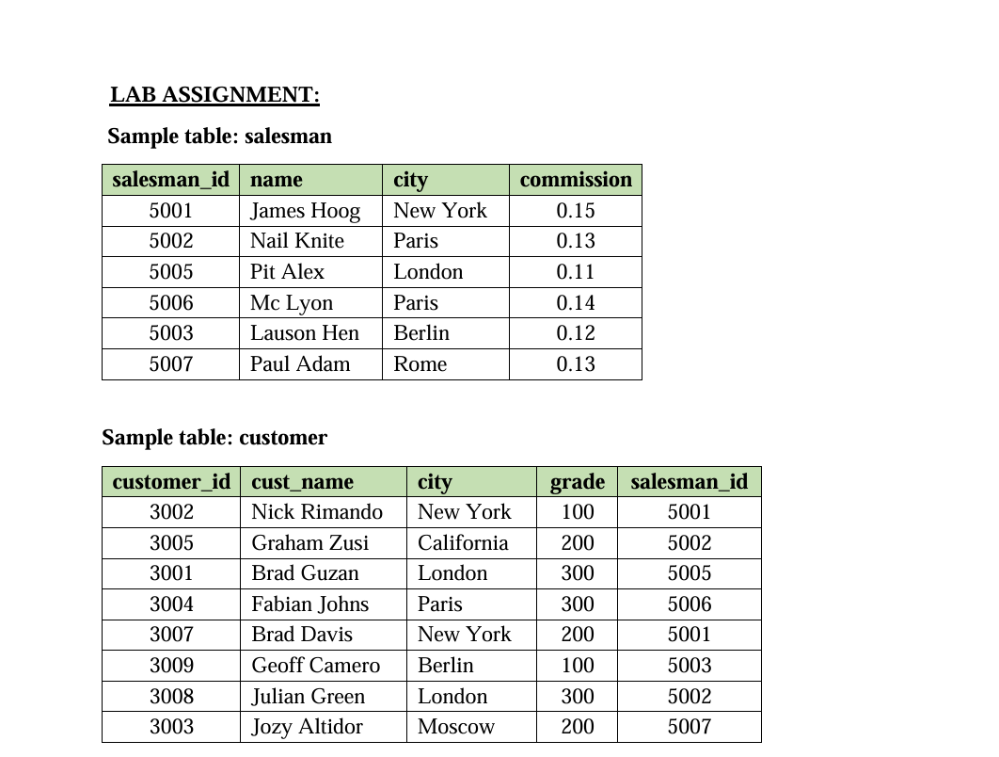 LAB ASSIGNMENT:
Sample table: salesman
salesman_id name city commission
5001 James Hoog New York 0.15
5002 Nail Knite Paris 0.13
5005 Pit Alex London 0.11
5006 Mc Lyon Paris 0.14
5003 Lauson Hen Berlin 0.12
5007 Paul Adam Rome 0.13
Sample table: customer
customer_id cust_name city grade salesman_id
3002 Nick Rimando New York 100 5001
3005 Graham Zusi California 200 5002
3001 Brad Guzan London 300 5005
3004 Fabian Johns Paris 300 5006
3007 Brad Davis New York 200 5001
3009 Geoff Camero Berlin 100 5003
3008 Julian Green London 300 5002
3003 Jozy Altidor Moscow 200 5007